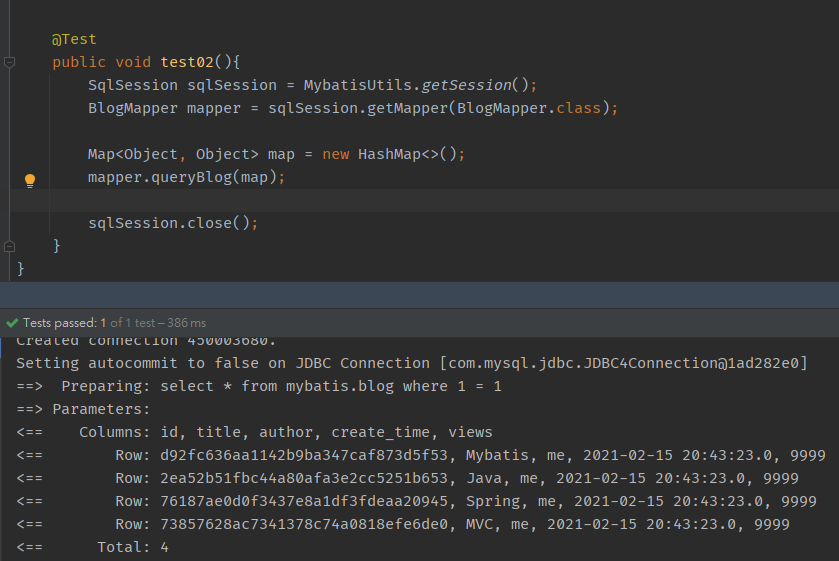 @Test
public void test02(){
SqlSession sqlSession = MybatisUtils.getSession();
BlogMapper mapper = sqlSession.getMapper(BlogMapper.class);
Map<Object, Object> map = new HashMap<>();
mapper.queryBlog(map);
sqlSession.close();
}
}
Tests passed: 1 of 1 test – 386 ms
Created connection 450003680.
Setting autocommit to false on JDBC Connection [com.mysql.jdbc.JDBC4Connection@1ad282e0]
==>  Preparing: select * from mybatis.blog where 1 = 1
==> Parameters:
<==    Columns: id, title, author, create_time, views
<==        Row: d92fc636aa1142b9ba347caf873d5f53, Mybatis, me, 2021-02-15 20:43:23.0, 9999
<==        Row: 2ea52b51fbc44a80afa3e2cc5251b653, Java, me, 2021-02-15 20:43:23.0, 9999
<==        Row: 76187ae0d0f3437e8a1df3fdeaa20945, Spring, me, 2021-02-15 20:43:23.0, 9999
<==        Row: 73857628ac7341378c74a0818efe6de0, MVC, me, 2021-02-15 20:43:23.0, 9999
<==      Total: 4